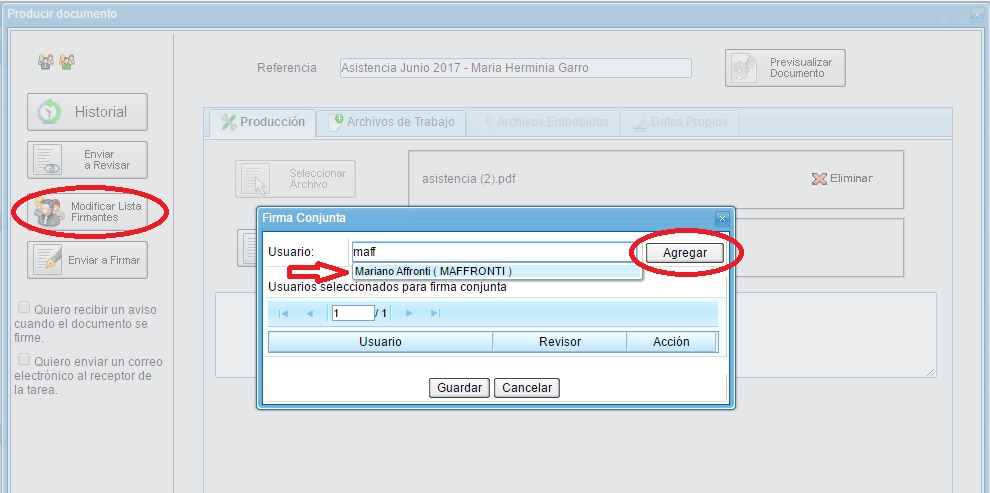 Producir documento
Referencia
Asistencia Junio 2017 - Maria Herminia Garro
Previsualizar
Documento
Historial
Enviar
a Revisar
Modificar Lista
Firmantes
Enviar a Firmar
Quiero recibir un aviso
cuando el documento se
firme.
Quiero enviar un correo
electrónico al receptor de
la tarea.
Producción
Archivos de Trabajo
Archivos Embebidos
Datos Propios
Seleccionar
Archivo
asistencia (2).pdf
Eliminar
Firma Conjunta
Usuario:
maff
Agregar
Mariano Affronti ( MAFFRONTI )
Usuarios seleccionados para firma conjunta
1 / 1
Usuario Revisor Acción
Guardar Cancelar